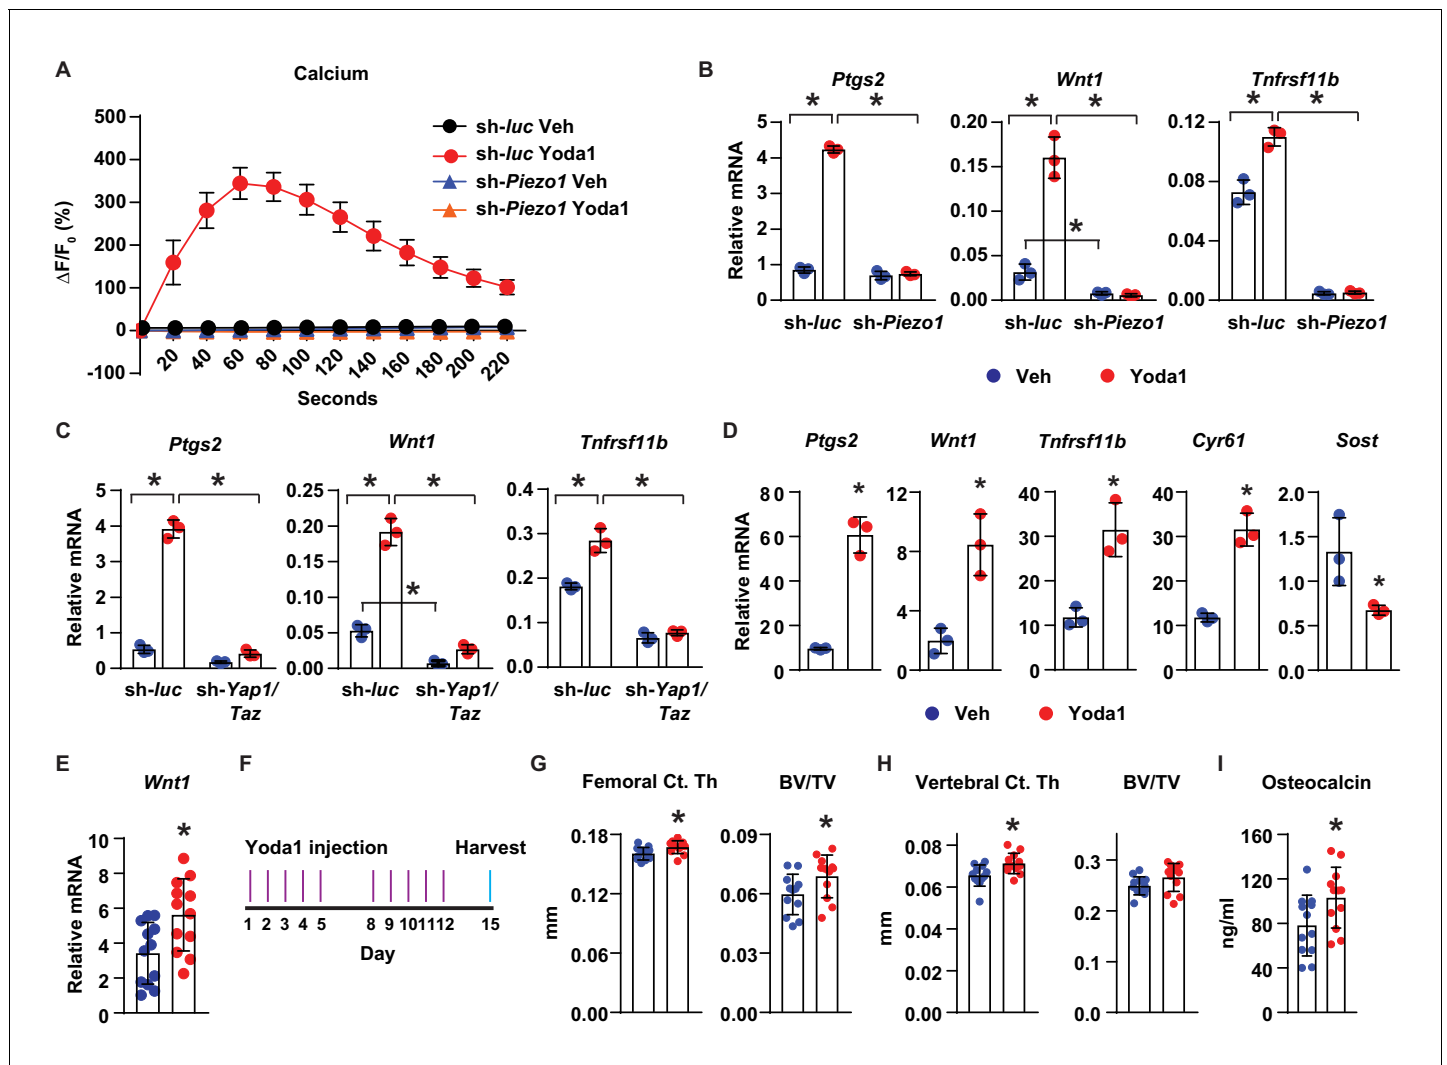 A
Calcium
ΔF/F0 (%)
500
400
300
200
100
0
-100
20 40 60 80 100 120 140 160 180 200 220
Seconds
sh-luc Veh
sh-luc Yoda1
sh-Piezo1 Veh
sh-Piezo1 Yoda1
B
Relative mRNA
Ptgs2
* *
5
4
3
2
1
0
sh-luc sh-Piezo1
Wnt1
* *
*
0.20
0.15
0.10
0.05
0.00
sh-luc sh-Piezo1
Tnfrsf11b
* *
0.12
0.08
0.04
0.00
sh-luc sh-Piezo1
Veh Yoda1
C
Relative mRNA
Ptgs2
* *
5
4
3
2
1
0
sh-luc sh-Yap1/
Taz
Wnt1
* *
*
0.25
0.20
0.15
0.10
0.05
0.00
sh-luc sh-Yap1/
Taz
Tnfrsf11b
* *
0.4
0.3
0.2
0.1
0.0
sh-luc sh-Yap1/
Taz
D
Relative mRNA
Ptgs2
*
80
60
40
20
0
Wnt1
*
12
8
4
0
Tnfrsf11b
*
40
30
20
10
0
Cyr61
*
40
30
20
10
0
Sost
*
2.0
1.5
1.0
0.5
0.0
Veh Yoda1
E
Wnt1
*
Relative mRNA
10
8
6
4
2
0
F
Yoda1 injection Harvest
1 2 3 4 5 8 9 10 11 12 15
Day
G
Femoral Ct. Th
*
mm
0.18
0.12
0.06
0.00
BV/TV
*
0.09
0.06
0.03
0.00
H
Vertebral Ct. Th
*
mm
0.08
0.06
0.04
0.02
0.00
BV/TV
0.3
0.2
0.1
0.0
I
Osteocalcin
*
ng/ml
160
120
80
40
0